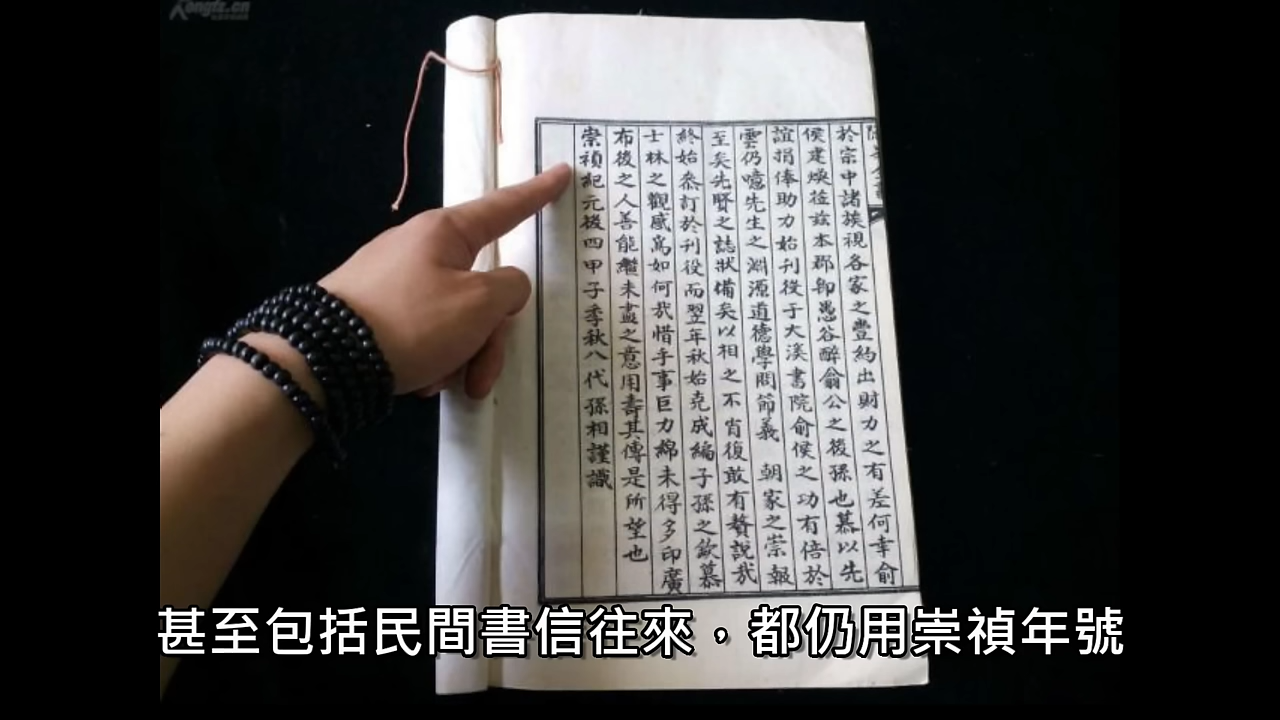 Kongfz.cn
於宗中諸族視各家之豊約出財力之有差何幸俞
侯建煥莅玆本郡卽愚谷醉翁公之後孫也慕以先
誼捐俸助力始刊役于大溪書院俞侯之功有倍於
雲仍噫先生之淵源道德學問節義 朝家之崇報
至矣先賢之誌狀備矣以相之不肖復敢有贅說哉
終始叅訂於刊役而翌年秋始克成編子孫之欽慕
士林之觀感爲如何哉惜乎事巨力綿未得多印廣
布後之人善能繼未盡之意用壽其傳是所望也
崇禎紀元後四甲子季秋八代孫相謹識
甚至包括民間書信往來，都仍用崇禎年號